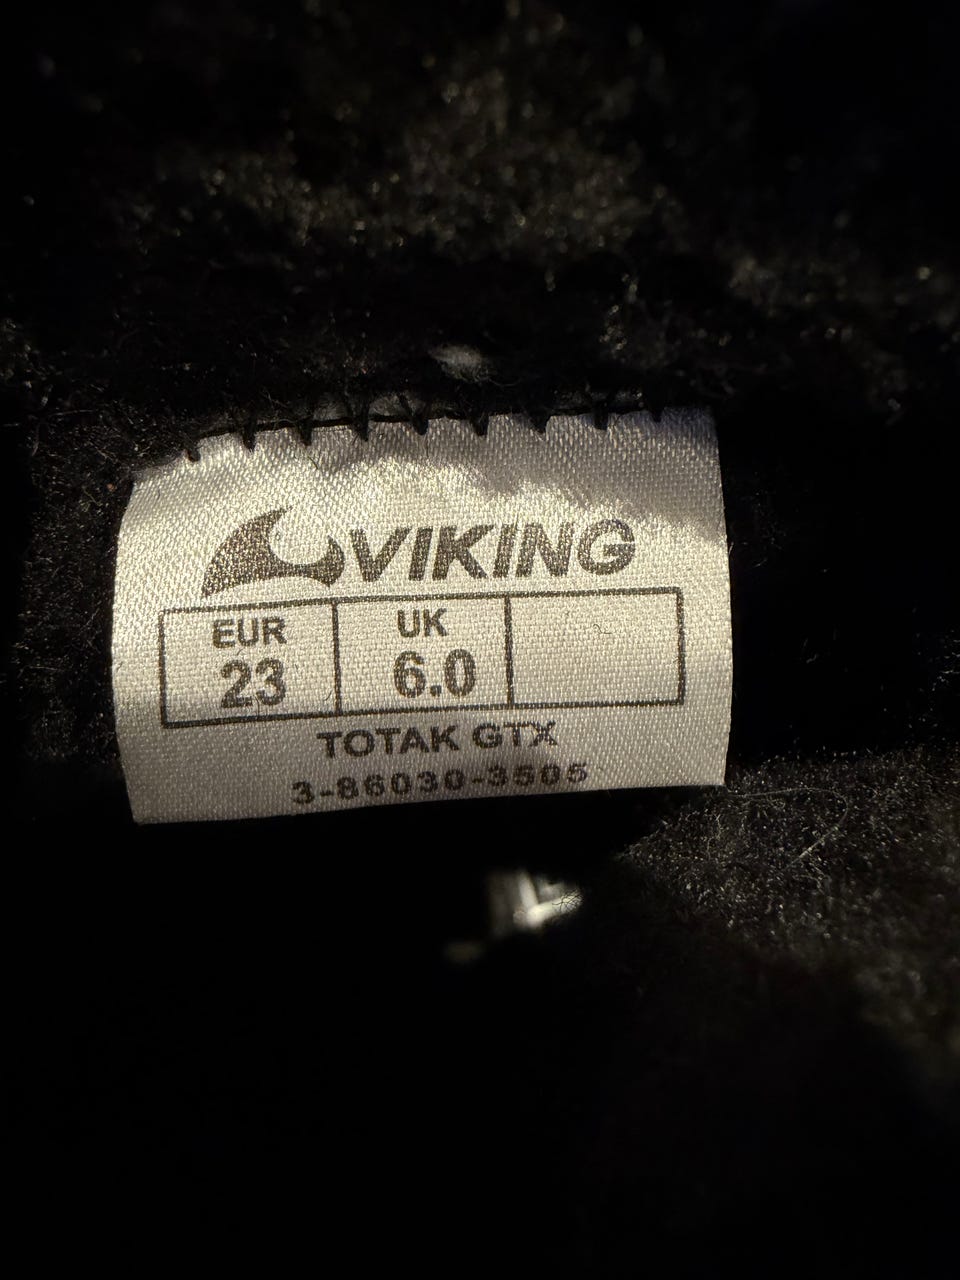 VIKING
EUR UK
23 6.0
TOTAK GTX
3-86030-3505